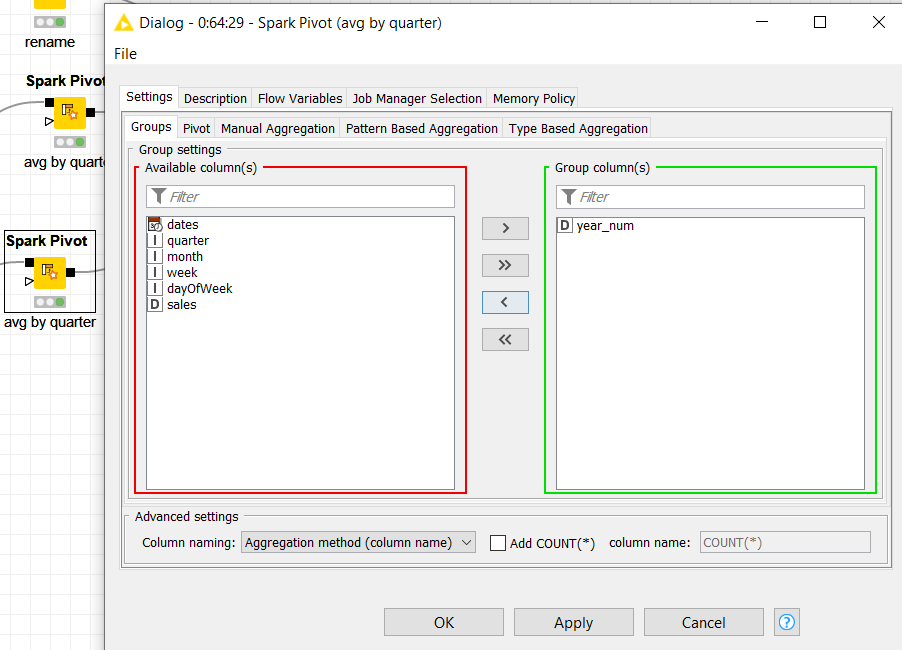 rename
Spark Pivot
avg by quarte
Spark Pivot
avg by quarter
Dialog - 0:64:29 - Spark Pivot (avg by quarter)
File
Settings Description Flow Variables Job Manager Selection Memory Policy
Groups Pivot Manual Aggregation Pattern Based Aggregation Type Based Aggregation
Group settings
Available column(s)
Filter
dates
I quarter
I month
I week
I dayOfWeek
D sales
>
>>
<
<<
Group column(s)
Filter
D year_num
Advanced settings
Column naming: Aggregation method (column name) Add COUNT(*) column name: COUNT(*)
OK Apply Cancel ?